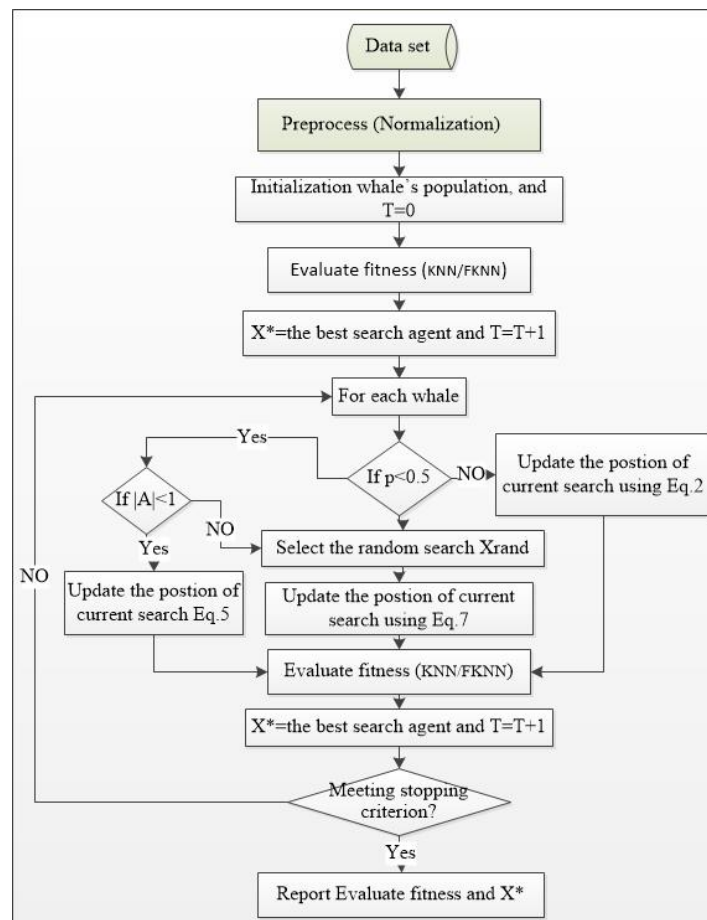 Data set
Preprocess (Normalization)
Initialization whale's population, and
T=0
Evaluate fitness (KNN/FKNN)
X*=the best search agent and T=T+1
For each whale
Yes
If p<0.5
NO
Update the postion of
current search using Eq.2
If |A|<1
NO
Select the random search Xrand
Yes
NO
Update the postion of
current search Eq.5
Update the postion of current
search using Eq.7
Evaluate fitness (KNN/FKNN)
X*=the best search agent and T=T+1
Meeting stopping
criterion?
Yes
Report Evaluate fitness and X*